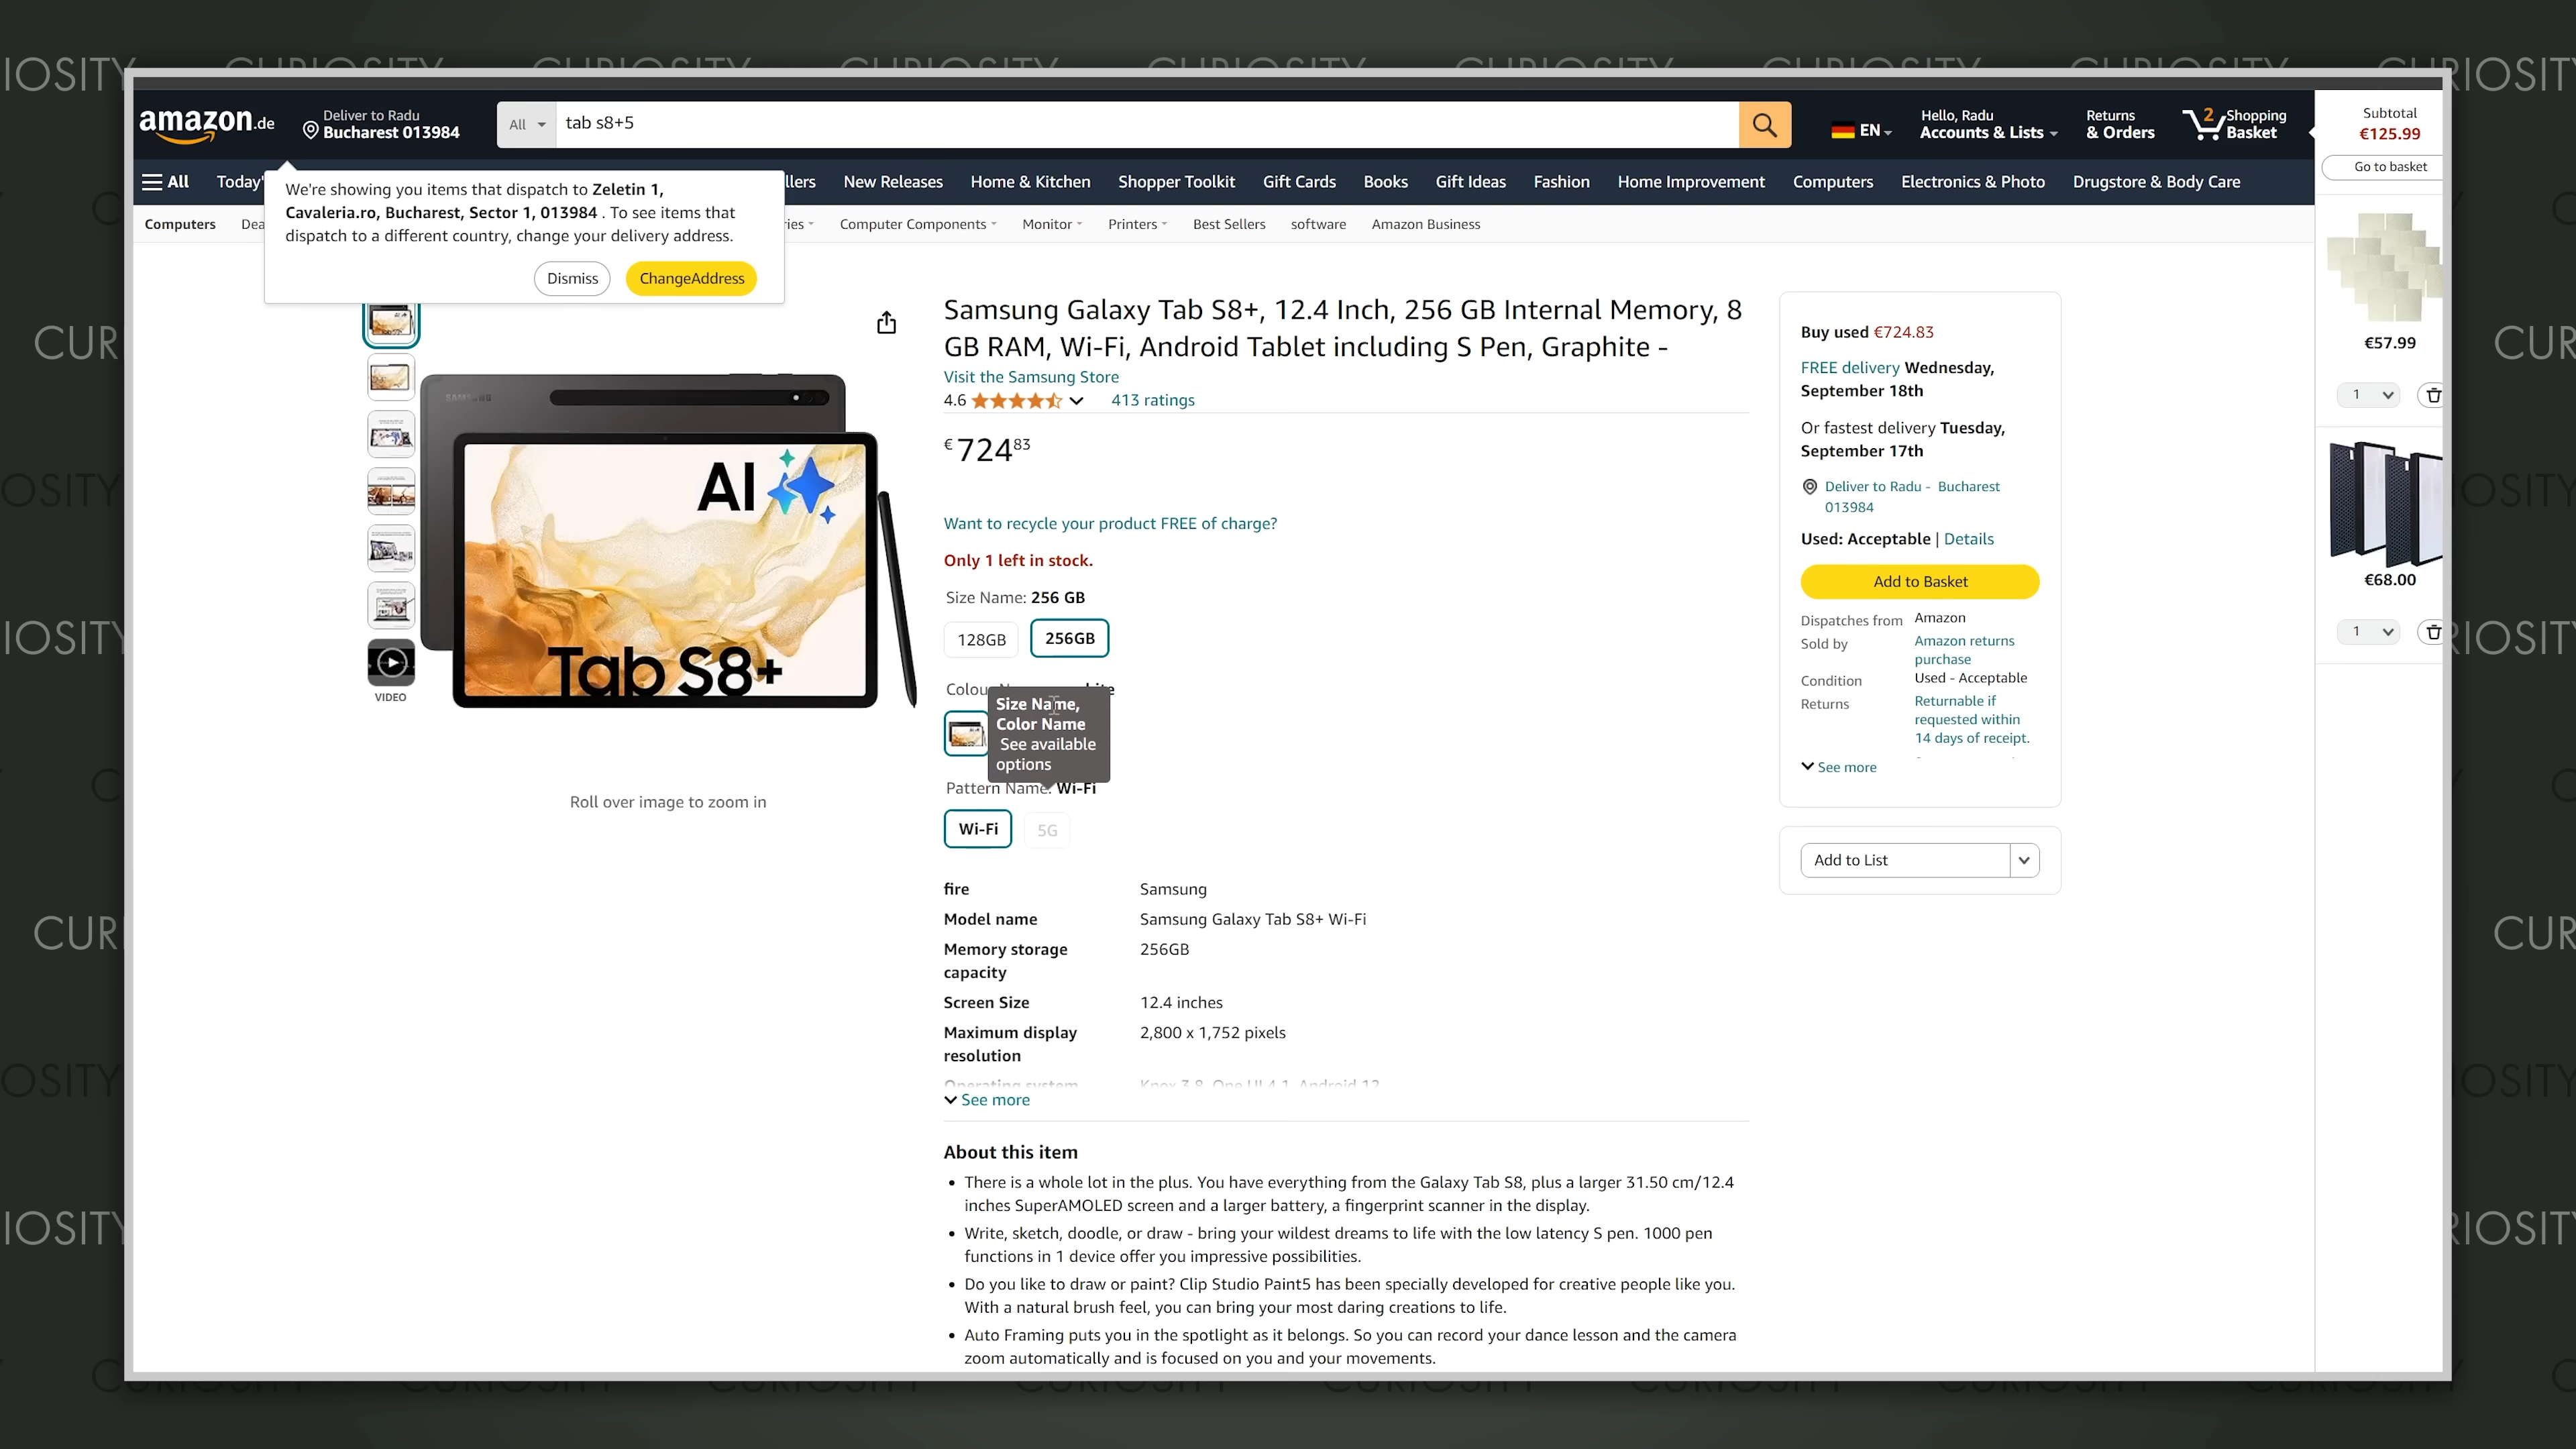 CURIOSITY CURIOSITY CURIOSITY CURIOSITY CURIOSITY CURIOSITY
amazon.de
Deliver to Radu
Bucharest 013984
All
tab s8+5
EN
Hello, Radu
Accounts & Lists
Returns
& Orders
2 Shopping
Basket
Subtotal
€125.99
Go to basket
All
New Releases
Home & Kitchen
Shopper Toolkit
Gift Cards
Books
Gift Ideas
Fashion
Home Improvement
Computers
Electronics & Photo
Drugstore & Body Care
We're showing you items that dispatch to Zeletin 1,
Cavaleria.ro, Bucharest, Sector 1, 013984 . To see items that
dispatch to a different country, change your delivery address.
Dismiss
ChangeAddress
Computers
Computer Components
Monitor
Printers
Best Sellers
software
Amazon Business
VIDEO
SAMSUNG
AI
Tab S8+
Roll over image to zoom in
Samsung Galaxy Tab S8+, 12.4 Inch, 256 GB Internal Memory, 8
GB RAM, Wi-Fi, Android Tablet including S Pen, Graphite -
Visit the Samsung Store
4.6
413 ratings
€72483
Want to recycle your product FREE of charge?
Only 1 left in stock.
Size Name: 256 GB
128GB
256GB
Size Name,
Color Name
See available
options
Pattern Name: Wi-Fi
Wi-Fi
5G
fire Samsung
Model name Samsung Galaxy Tab S8+ Wi-Fi
Memory storage 256GB
capacity
Screen Size 12.4 inches
Maximum display 2,800 x 1,752 pixels
resolution
Operating system Knox 3.8, One UI 4.1, Android 12
See more
About this item
• There is a whole lot in the plus. You have everything from the Galaxy Tab S8, plus a larger 31.50 cm/12.4
inches SuperAMOLED screen and a larger battery, a fingerprint scanner in the display.
• Write, sketch, doodle, or draw - bring your wildest dreams to life with the low latency S pen. 1000 pen
functions in 1 device offer you impressive possibilities.
• Do you like to draw or paint? Clip Studio Paint5 has been specially developed for creative people like you.
With a natural brush feel, you can bring your most daring creations to life.
• Auto Framing puts you in the spotlight as it belongs. So you can record your dance lesson and the camera
zoom automatically and is focused on you and your movements.
Buy used €724.83
FREE delivery Wednesday,
September 18th
Or fastest delivery Tuesday,
September 17th
Deliver to Radu - Bucharest
013984
Used: Acceptable | Details
Add to Basket
Dispatches from Amazon
Sold by Amazon returns
purchase
Condition Used - Acceptable
Returns Returnable if
requested within
14 days of receipt.
See more
Add to List
€57.99
1
€68.00
1